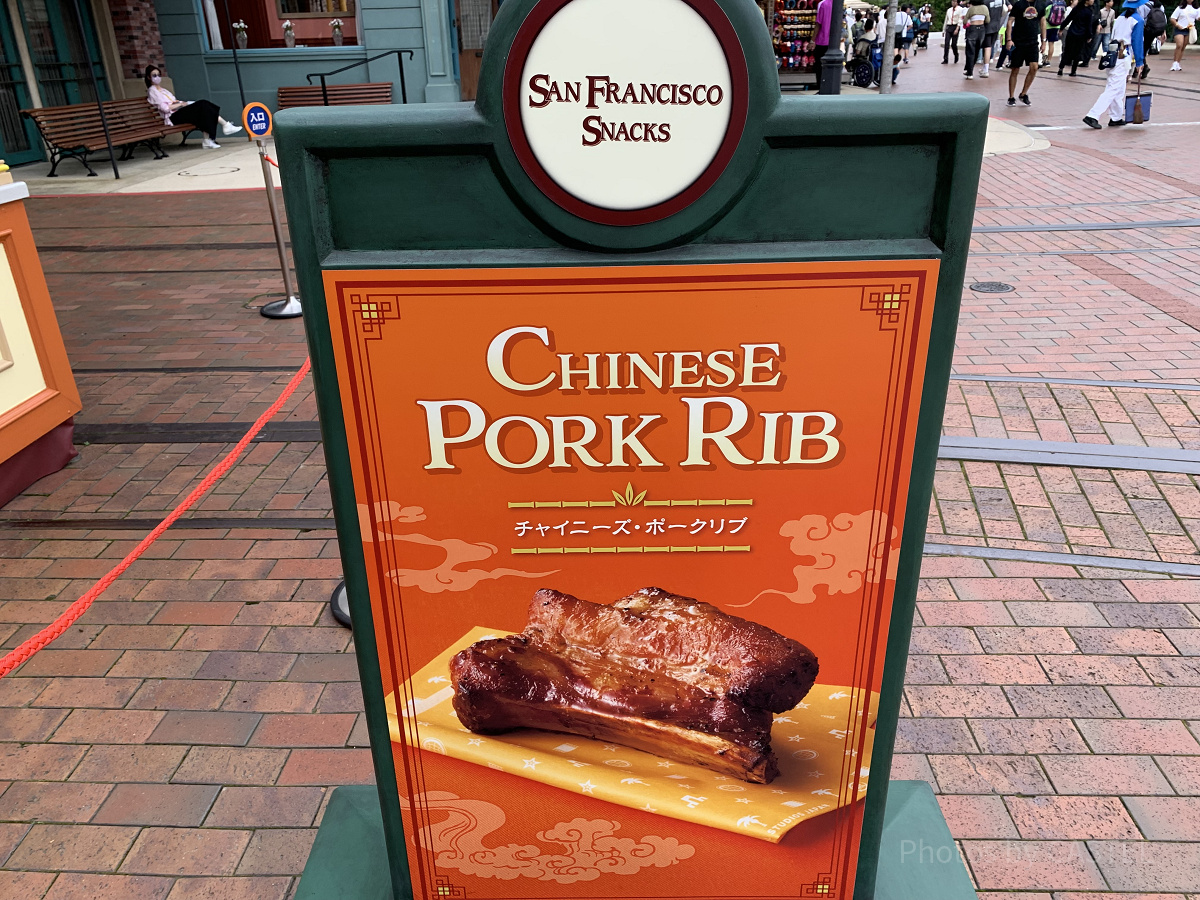 San Francisco
Snacks
入口
ENTER
Chinese
Pork Rib
チャイニーズ・ポークリブ